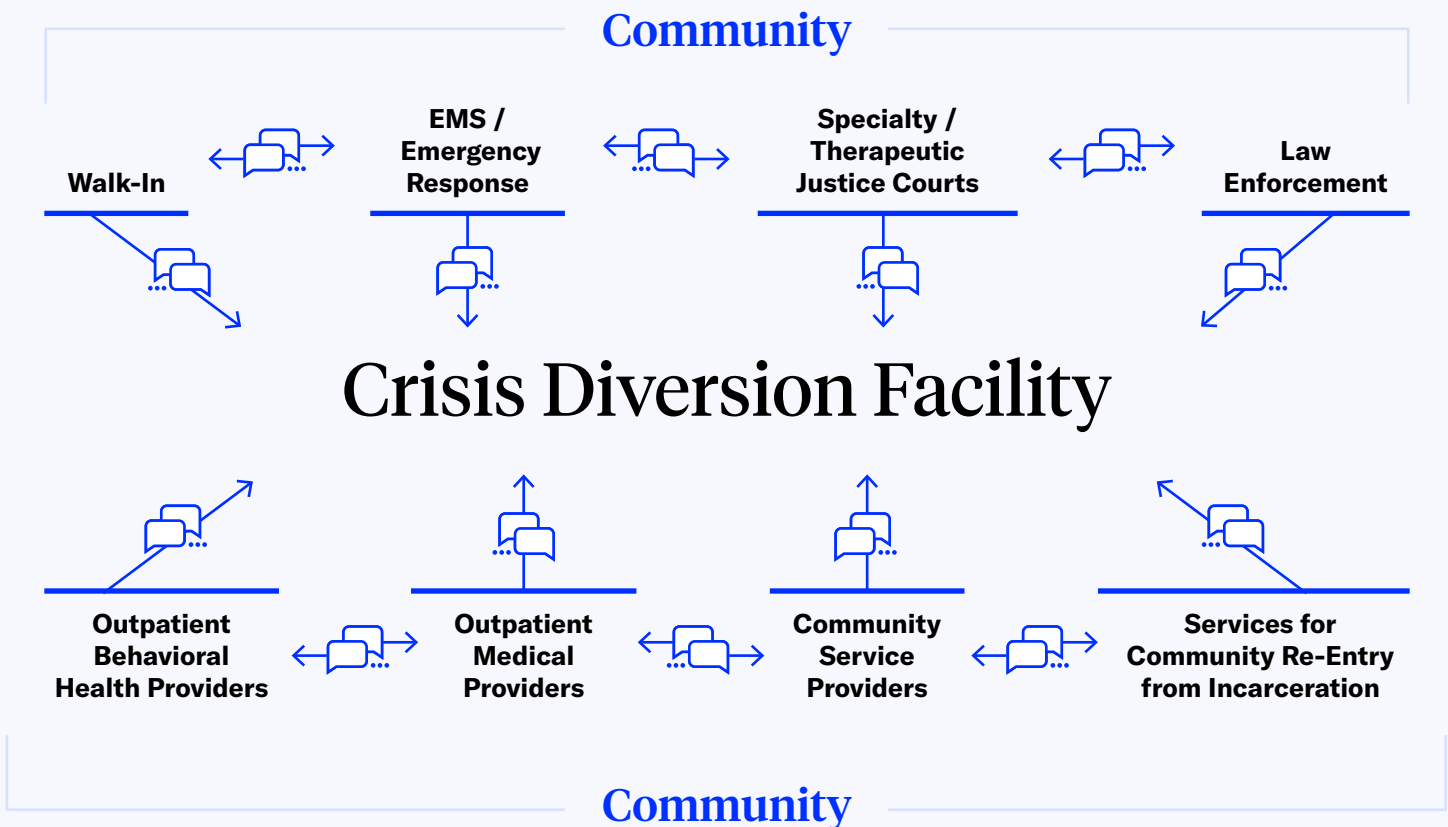 Community
Walk-In
EMS /
Emergency
Response
Specialty /
Therapeutic
Justice Courts
Law
Enforcement
Crisis Diversion Facility
Outpatient
Behavioral
Health Providers
Outpatient
Medical
Providers
Community
Service
Providers
Services for
Community Re-Entry
from Incarceration
Community